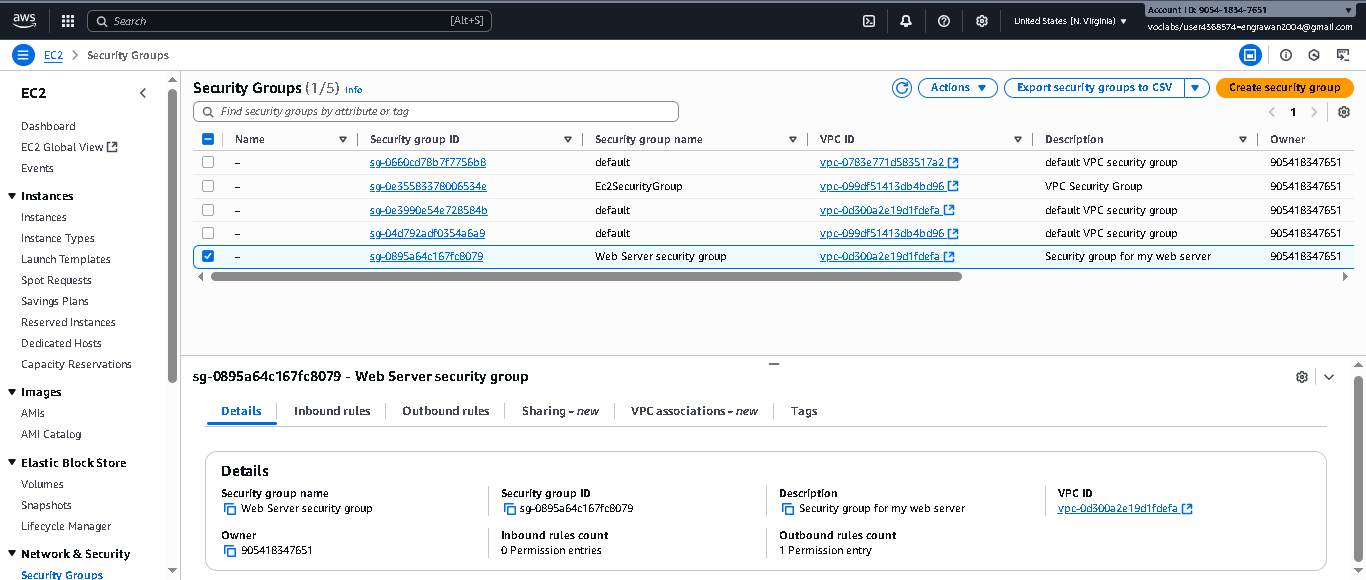 aws Search [Alt+S] United States (N. Virginia) Account ID: 9054-1834-7651
voclabs/user4368574=engrawan2004@gmail.com
EC2 Security Groups
EC2
Dashboard
EC2 Global View
Events
Instances
Instances
Instance Types
Launch Templates
Spot Requests
Savings Plans
Reserved Instances
Dedicated Hosts
Capacity Reservations
Images
AMIs
AMI Catalog
Elastic Block Store
Volumes
Snapshots
Lifecycle Manager
Network & Security
Security Groups
Security Groups (1/5) Info
Actions Export security groups to CSV Create security group
Find security groups by attribute or tag
1
Name Security group ID Security group name VPC ID Description Owner
– sg-0660cd78b7f7756b8 default vpc-0783e771d583517a2 default VPC security group 905418347651
– sg-0e35583378006534e Ec2SecurityGroup vpc-099df51413db4bd96 VPC Security Group 905418347651
– sg-0e3990e54e728584b default vpc-0d300a2e19d1fdefa default VPC security group 905418347651
– sg-04d792adf0354a6a9 default vpc-099df51413db4bd96 default VPC security group 905418347651
– sg-0895a64c167fc8079 Web Server security group vpc-0d300a2e19d1fdefa Security group for my web server 905418347651
sg-0895a64c167fc8079 - Web Server security group
Details Inbound rules Outbound rules Sharing - new VPC associations - new Tags
Details
Security group name
Web Server security group
Security group ID
sg-0895a64c167fc8079
Description
Security group for my web server
VPC ID
vpc-0d300a2e19d1fdefa
Owner
905418347651
Inbound rules count
0 Permission entries
Outbound rules count
1 Permission entry